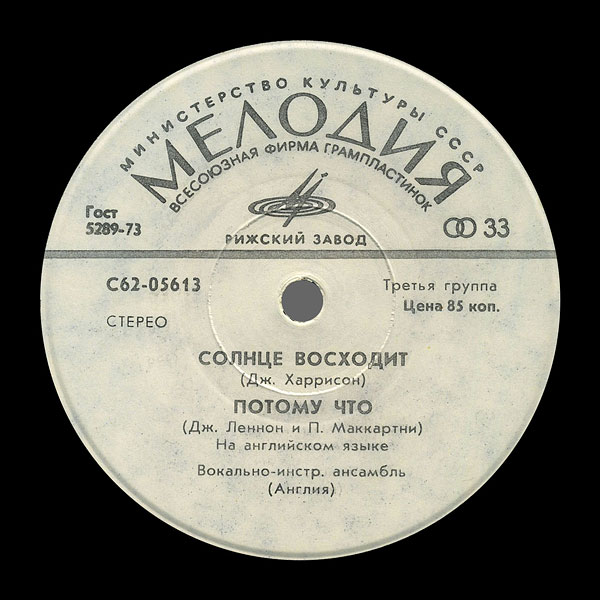 МИНИСТЕРСТВО КУЛЬТУРЫ СССР
МЕЛОДИЯ
ВСЕСОЮЗНАЯ ФИРМА ГРАМПЛАСТИНОК
Гост
5289-73
33
РИЖСКИЙ ЗАВОД
С62-05613
Третья группа
Цена 85 коп.
СТЕРЕО
СОЛНЦЕ ВОСХОДИТ
(Дж. Харрисон)
ПОТОМУ ЧТО
(Дж. Леннон и П. Маккартни)
На английском языке
Вокально-инстр. ансамбль
(Англия)